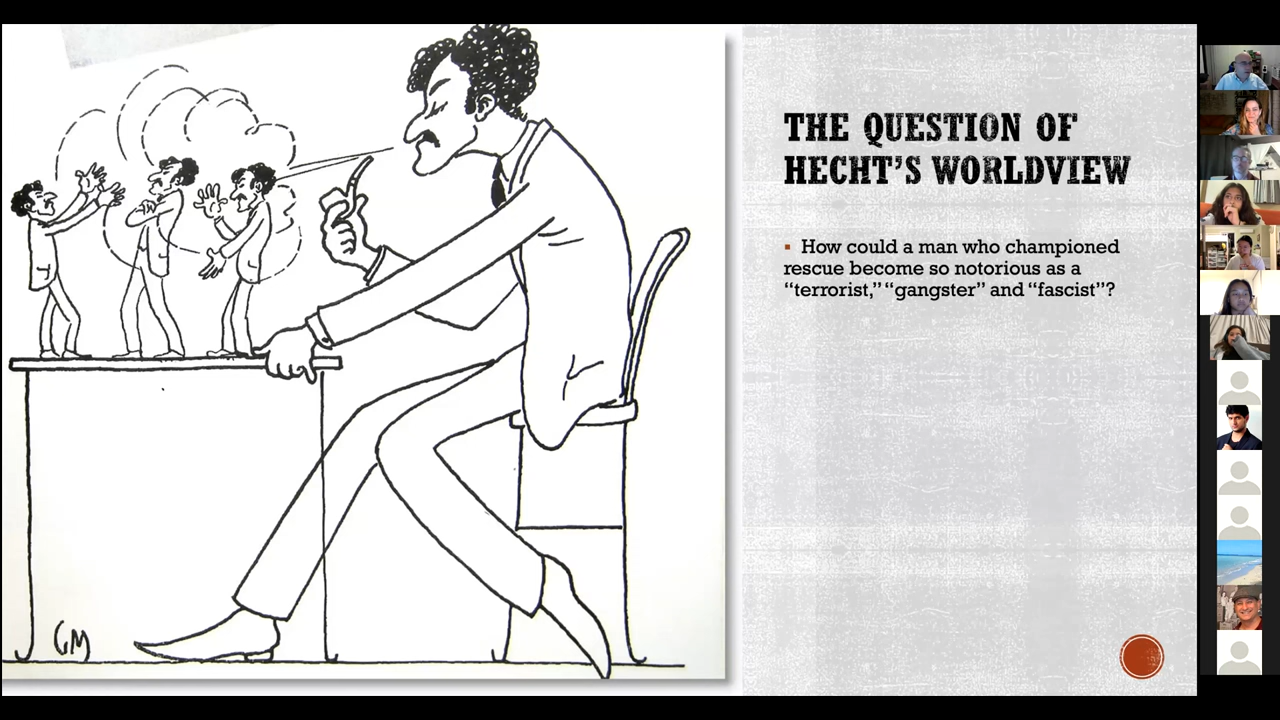 THE QUESTION OF
HECHT'S WORLDVIEW
▪ How could a man who championed
rescue become so notorious as a
“terrorist,” “gangster” and “fascist”?
GM